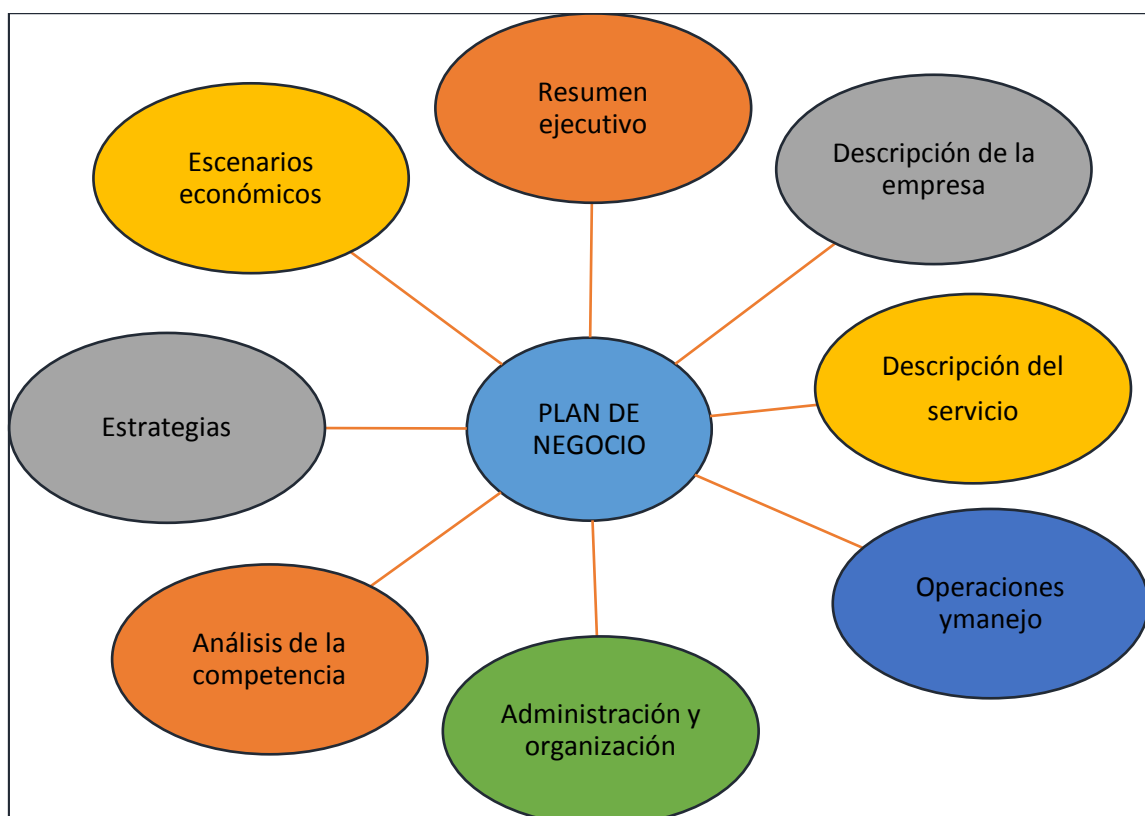 Resumen
ejecutivo
Descripción de la
empresa
Descripción del
servicio
Operaciones
ymanejo
Administración y
organización
Análisis de la
competencia
Estrategias
Escenarios
económicos
PLAN DE
NEGOCIO